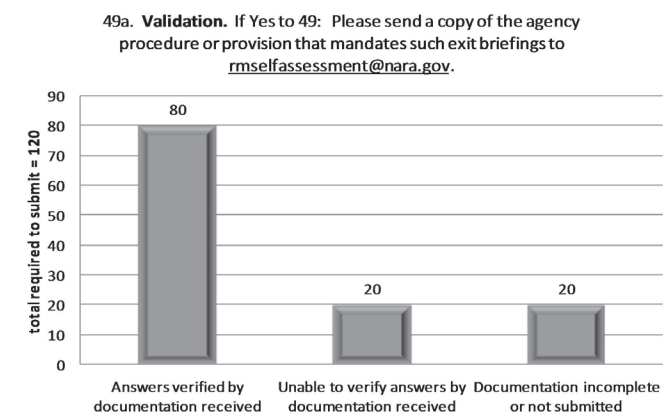 49a. Validation. If Yes to 49: Please send a copy of the agency
procedure or provision that mandates such exit briefings to
rmselfassessment@nara.gov.
total required to submit = 120
90
80
70
60
50
40
30
20
10
0
80
20
20
Answers verified by
documentation received
Unable to verify answers by
documentation received
Documentation incomplete
or not submitted